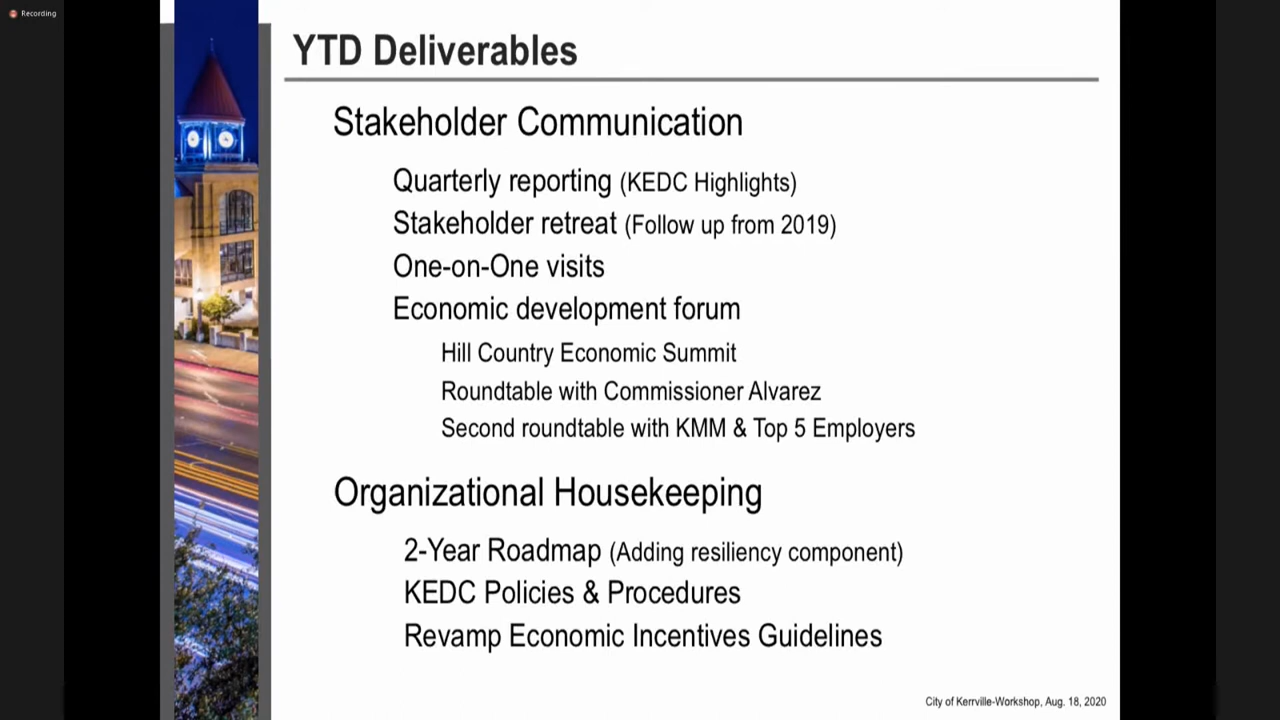 Recording
YTD Deliverables
Stakeholder Communication
Quarterly reporting (KEDC Highlights)
Stakeholder retreat (Follow up from 2019)
One-on-One visits
Economic development forum
Hill Country Economic Summit
Roundtable with Commissioner Alvarez
Second roundtable with KMM & Top 5 Employers
Organizational Housekeeping
2-Year Roadmap (Adding resiliency component)
KEDC Policies & Procedures
Revamp Economic Incentives Guidelines
City of Kerrville-Workshop, Aug. 18, 2020